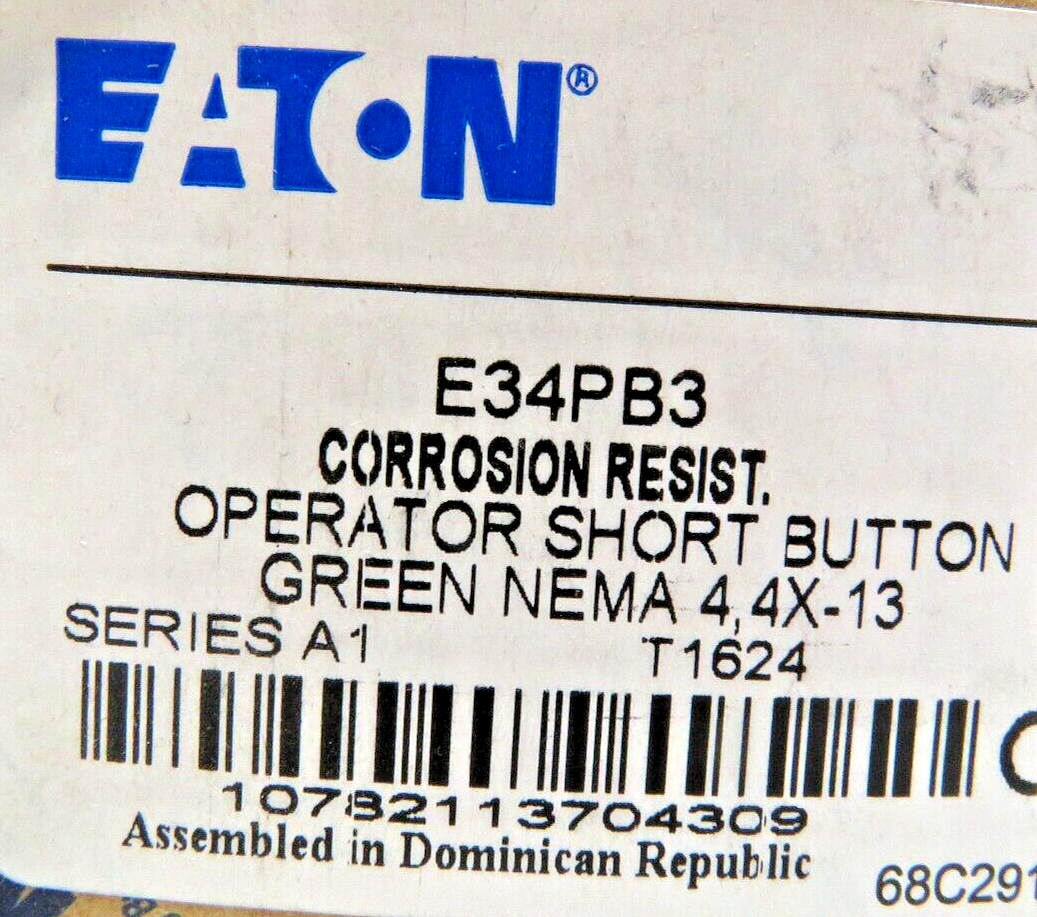 EATON®
E34PB3
CORROSION RESIST.
OPERATOR SHORT BUTTON
GREEN NEMA 4,4X-13
SERIES A1 T1624
10782113704309
Assembled in Dominican Republic
68C291